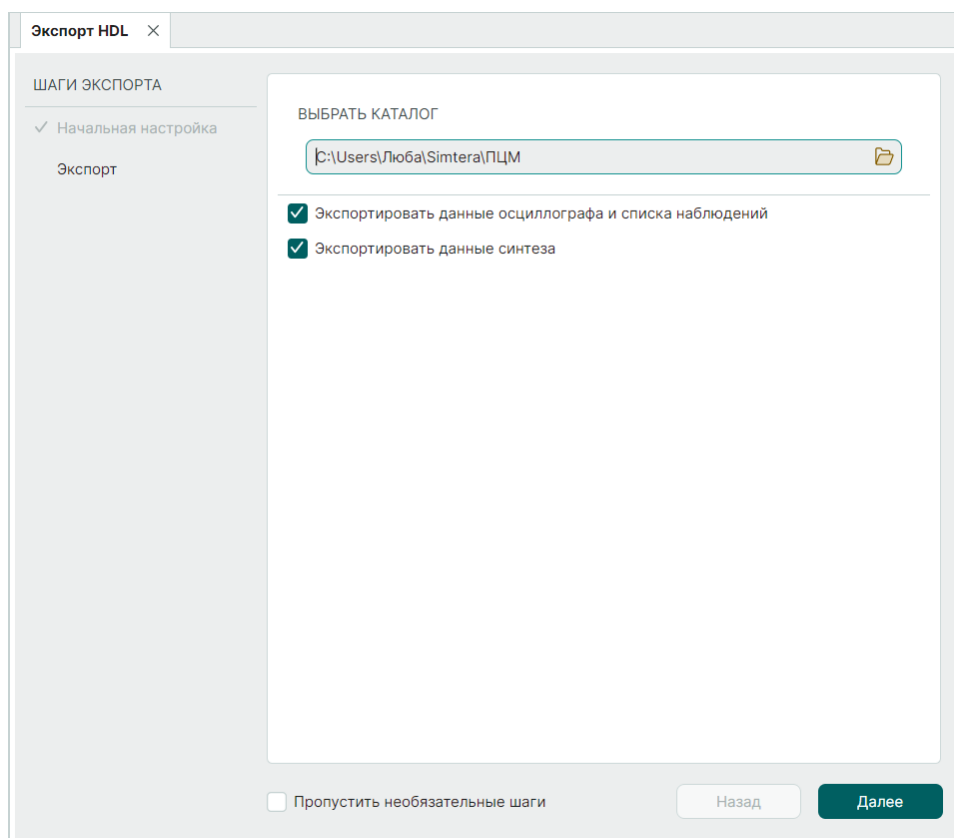 Экспорт HDL
ШАГИ ЭКСПОРТА
Начальная настройка
Экспорт
ВЫБРАТЬ КАТАЛОГ
C:\Users\Люба\Simtera\ПЦМ
Экспортировать данные осциллографа и списка наблюдений
Экспортировать данные синтеза
Пропустить необязательные шаги
Назад
Далее